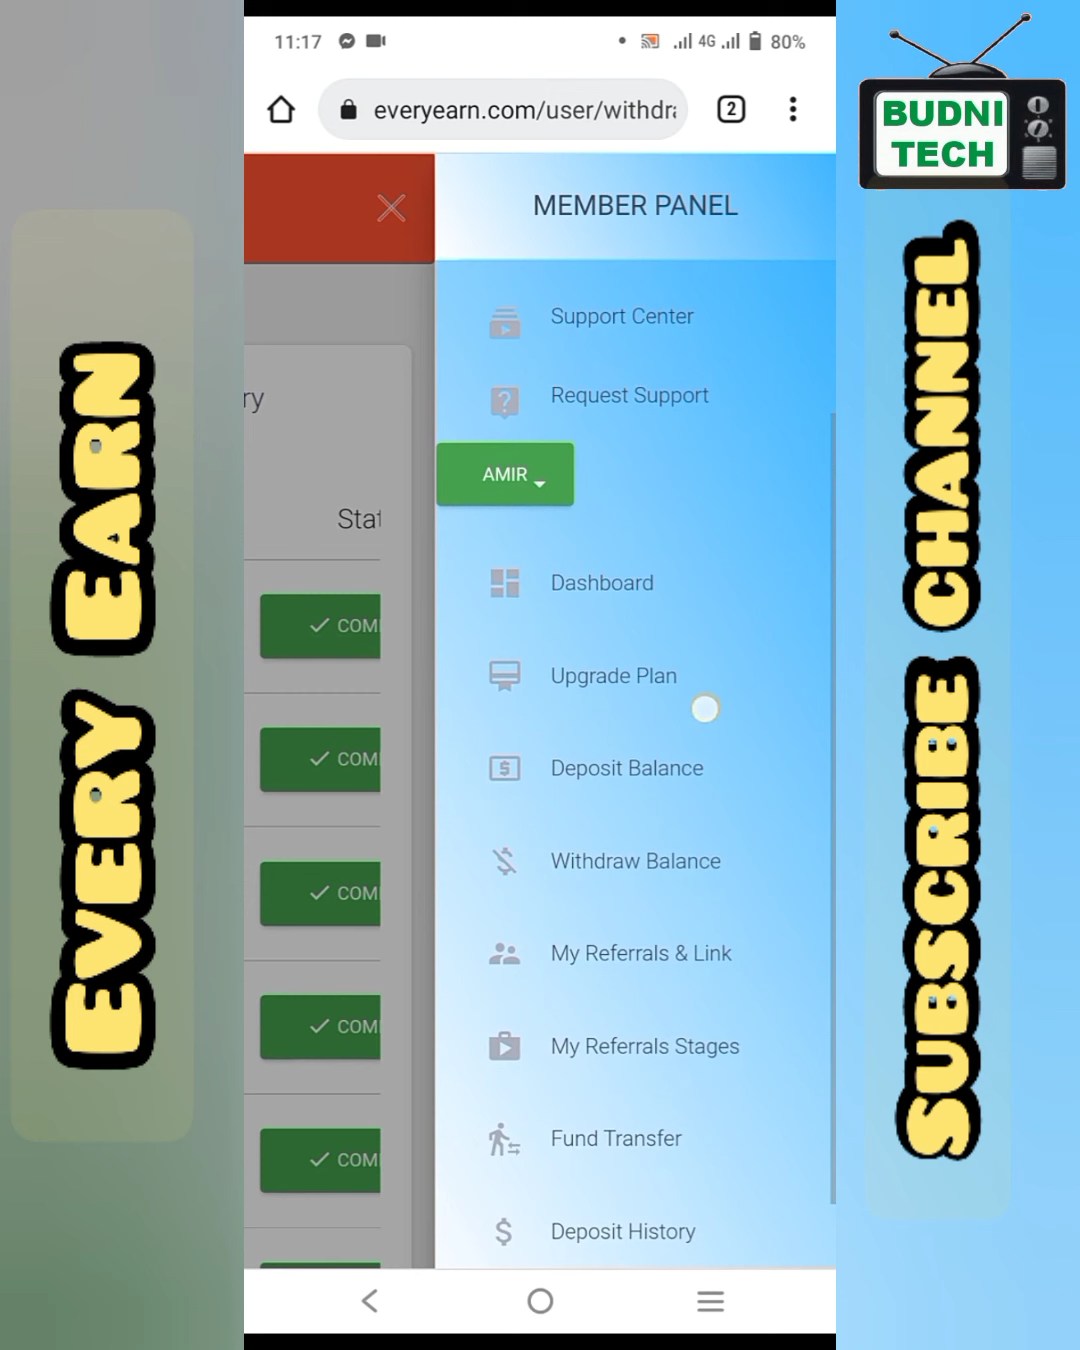 11:17
4G
80%
everyearn.com/user/withdra
2
BUDNI
TECH
MEMBER PANEL
Support Center
ry
Request Support
AMIR
Stat
Dashboard
COM
Upgrade Plan
COM
Deposit Balance
Withdraw Balance
COM
My Referrals & Link
COM
My Referrals Stages
Fund Transfer
COM
Deposit History
EVERY EARN
SUBSCRIBE CHANNEL